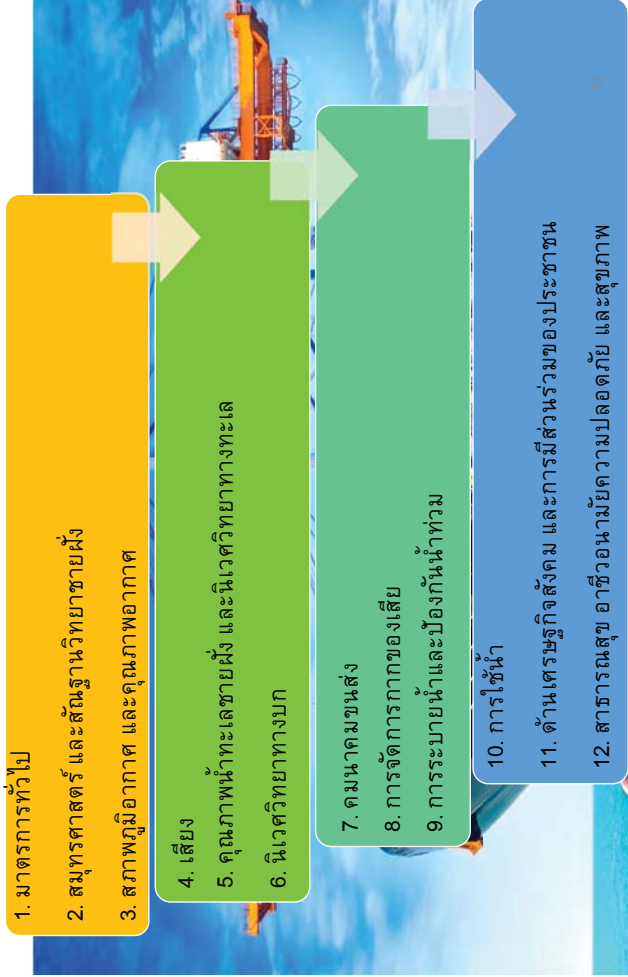 1. มาตรการทั่วไป
2. สมุทรศาสตร์ และสัณฐานวิทยาชายฝั่ง
3. สภาพภูมิอากาศ และคุณภาพอากาศ
4. เสียง
5. คุณภาพน้ำทะเลชายฝั่ง และนิเวศวิทยาทางทะเล
6. นิเวศวิทยาทางบก
7. คมนาคมขนส่ง
8. การจัดการกากของเสีย
9. การระบายน้ำและป้องกันน้ำท่วม
10. การใช้น้ำ
11. ด้านเศรษฐกิจสังคม และการมีส่วนร่วมของประชาชน
12. สาธารณสุข อาชีวอนามัยความปลอดภัย และสุขภาพ